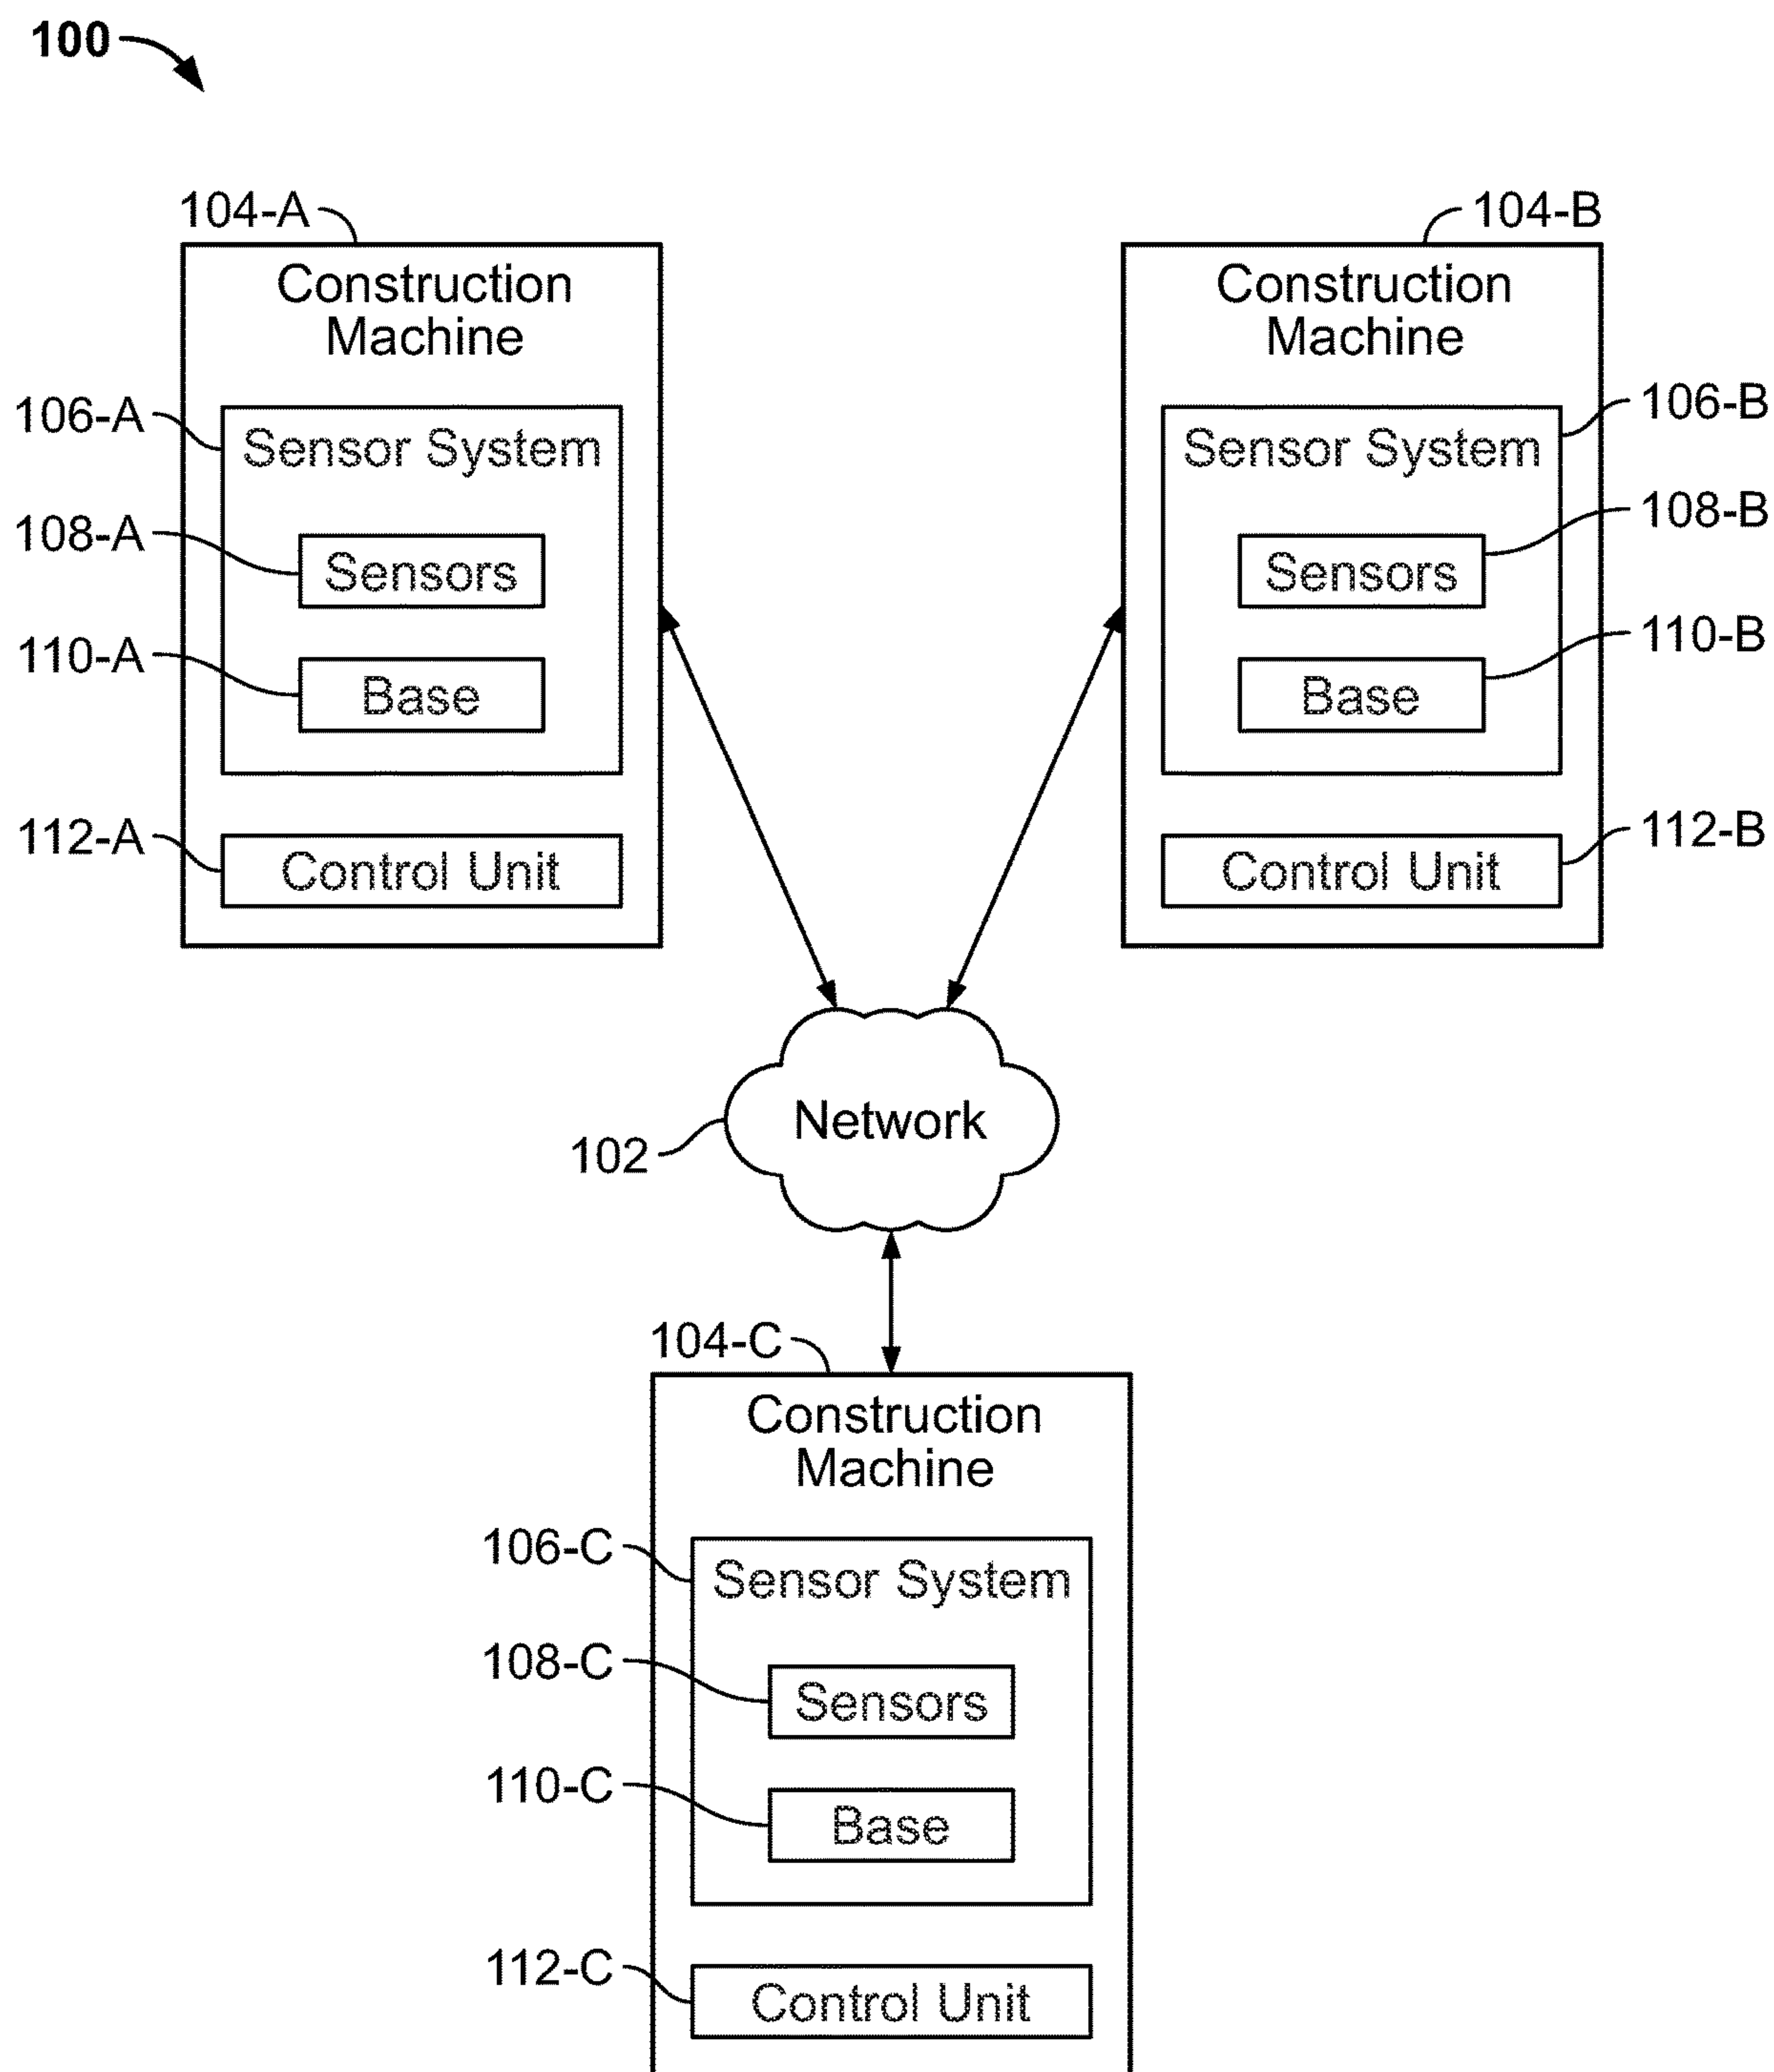 100
104-A
Construction
Machine
106-A
Sensor System
108-A
Sensors
110-A
Base
112-A
Control Unit
104-B
Construction
Machine
106-B
Sensor System
108-B
Sensors
110-B
Base
112-B
Control Unit
Network
102
104-C
Construction
Machine
106-C
Sensor System
108-C
Sensors
110-C
Base
112-C
Control Unit